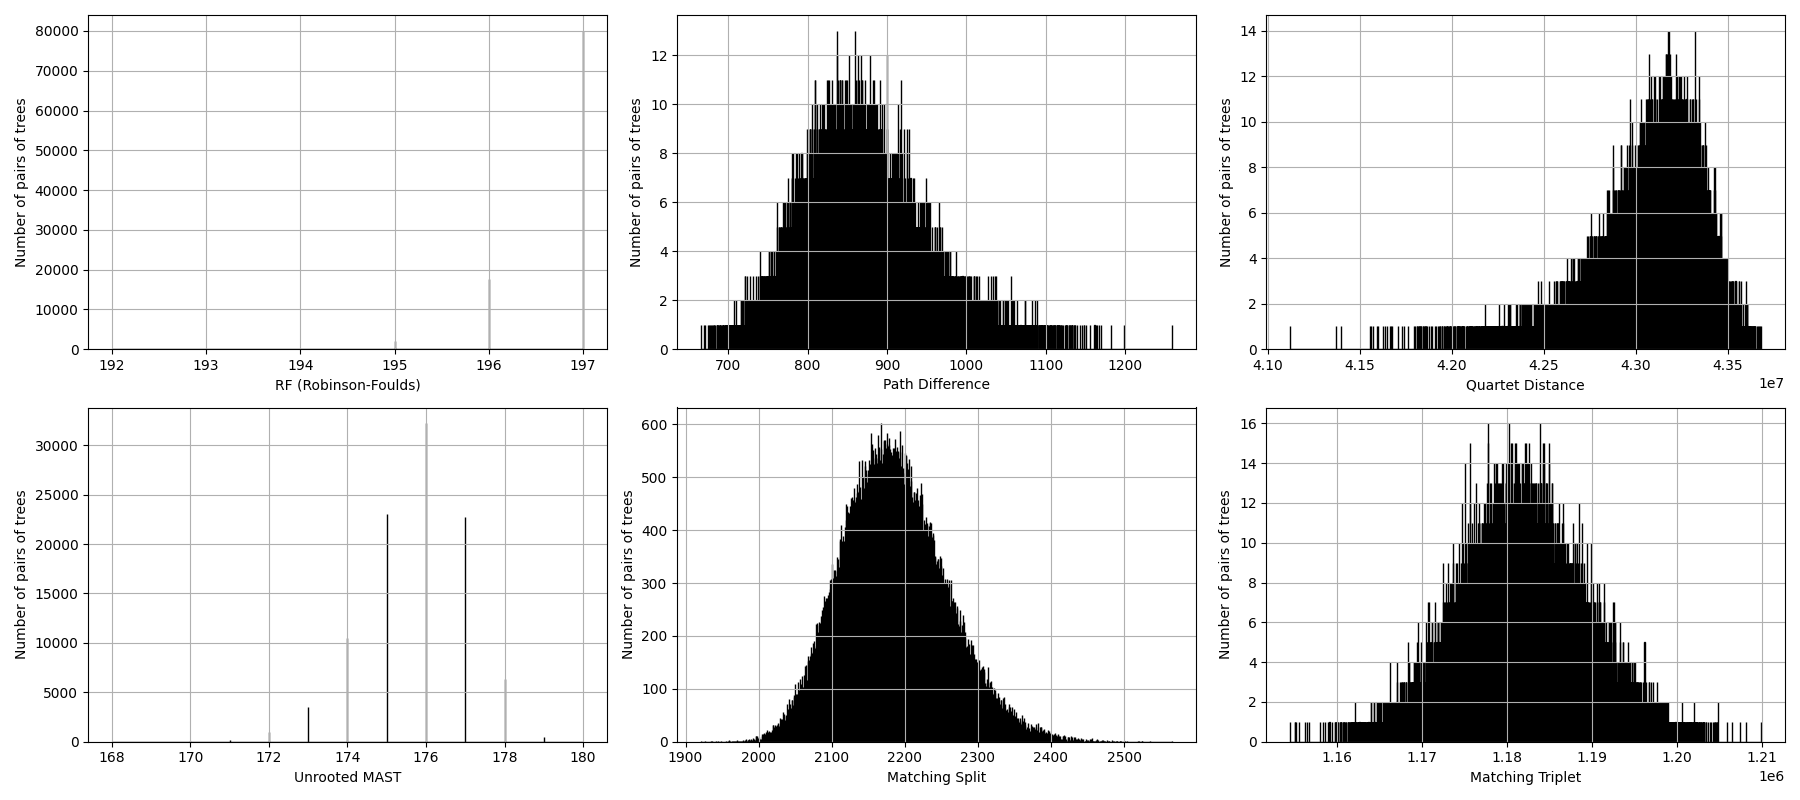 Number of pairs of trees
80000
70000
60000
50000
40000
30000
20000
10000
0
192 193 194 195 196 197
RF (Robinson-Foulds)
Number of pairs of trees
12
10
8
6
4
2
0
700 800 900 1000 1100 1200
Path Difference
Number of pairs of trees
14
12
10
8
6
4
2
0
4.10 4.15 4.20 4.25 4.30 4.35
1e7
Quartet Distance
Number of pairs of trees
30000
25000
20000
15000
10000
5000
0
168 170 172 174 176 178 180
Unrooted MAST
Number of pairs of trees
600
500
400
300
200
100
0
1900 2000 2100 2200 2300 2400 2500
Matching Split
Number of pairs of trees
16
14
12
10
8
6
4
2
0
1.16 1.17 1.18 1.19 1.20 1.21
1e6
Matching Triplet